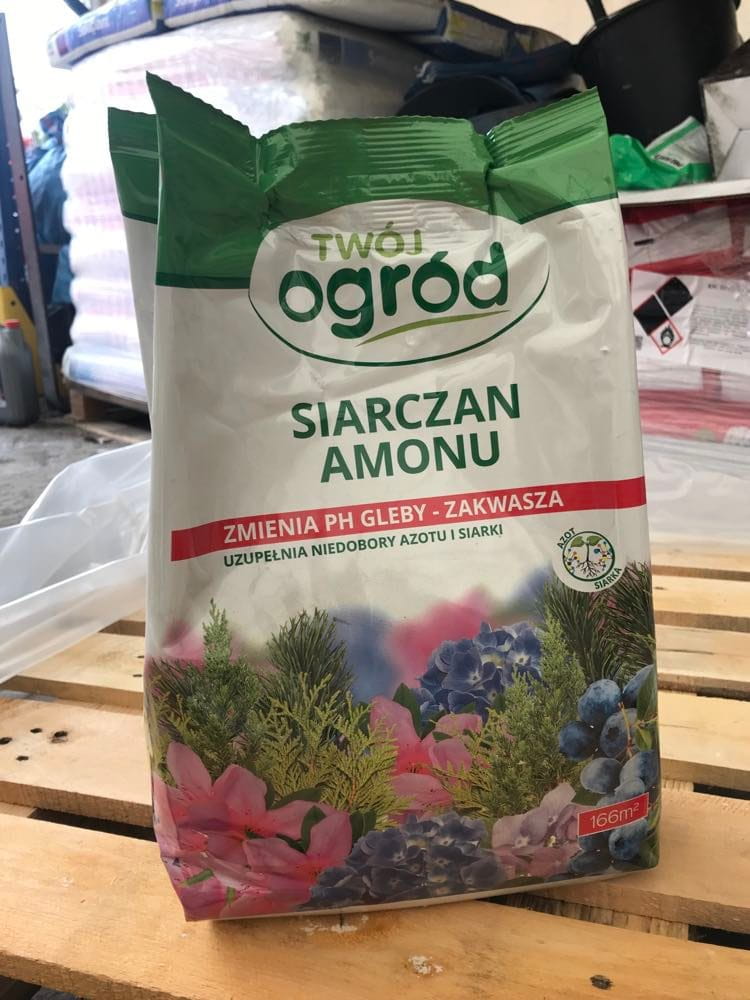 TWÓJ
ogród
SIARCZAN
AMONU
ZMIENIA PH GLEBY - ZAKWASZA
UZUPEŁNIA NIEDOBORY AZOTU I SIARKI
AZOT
SIARKA
166m²